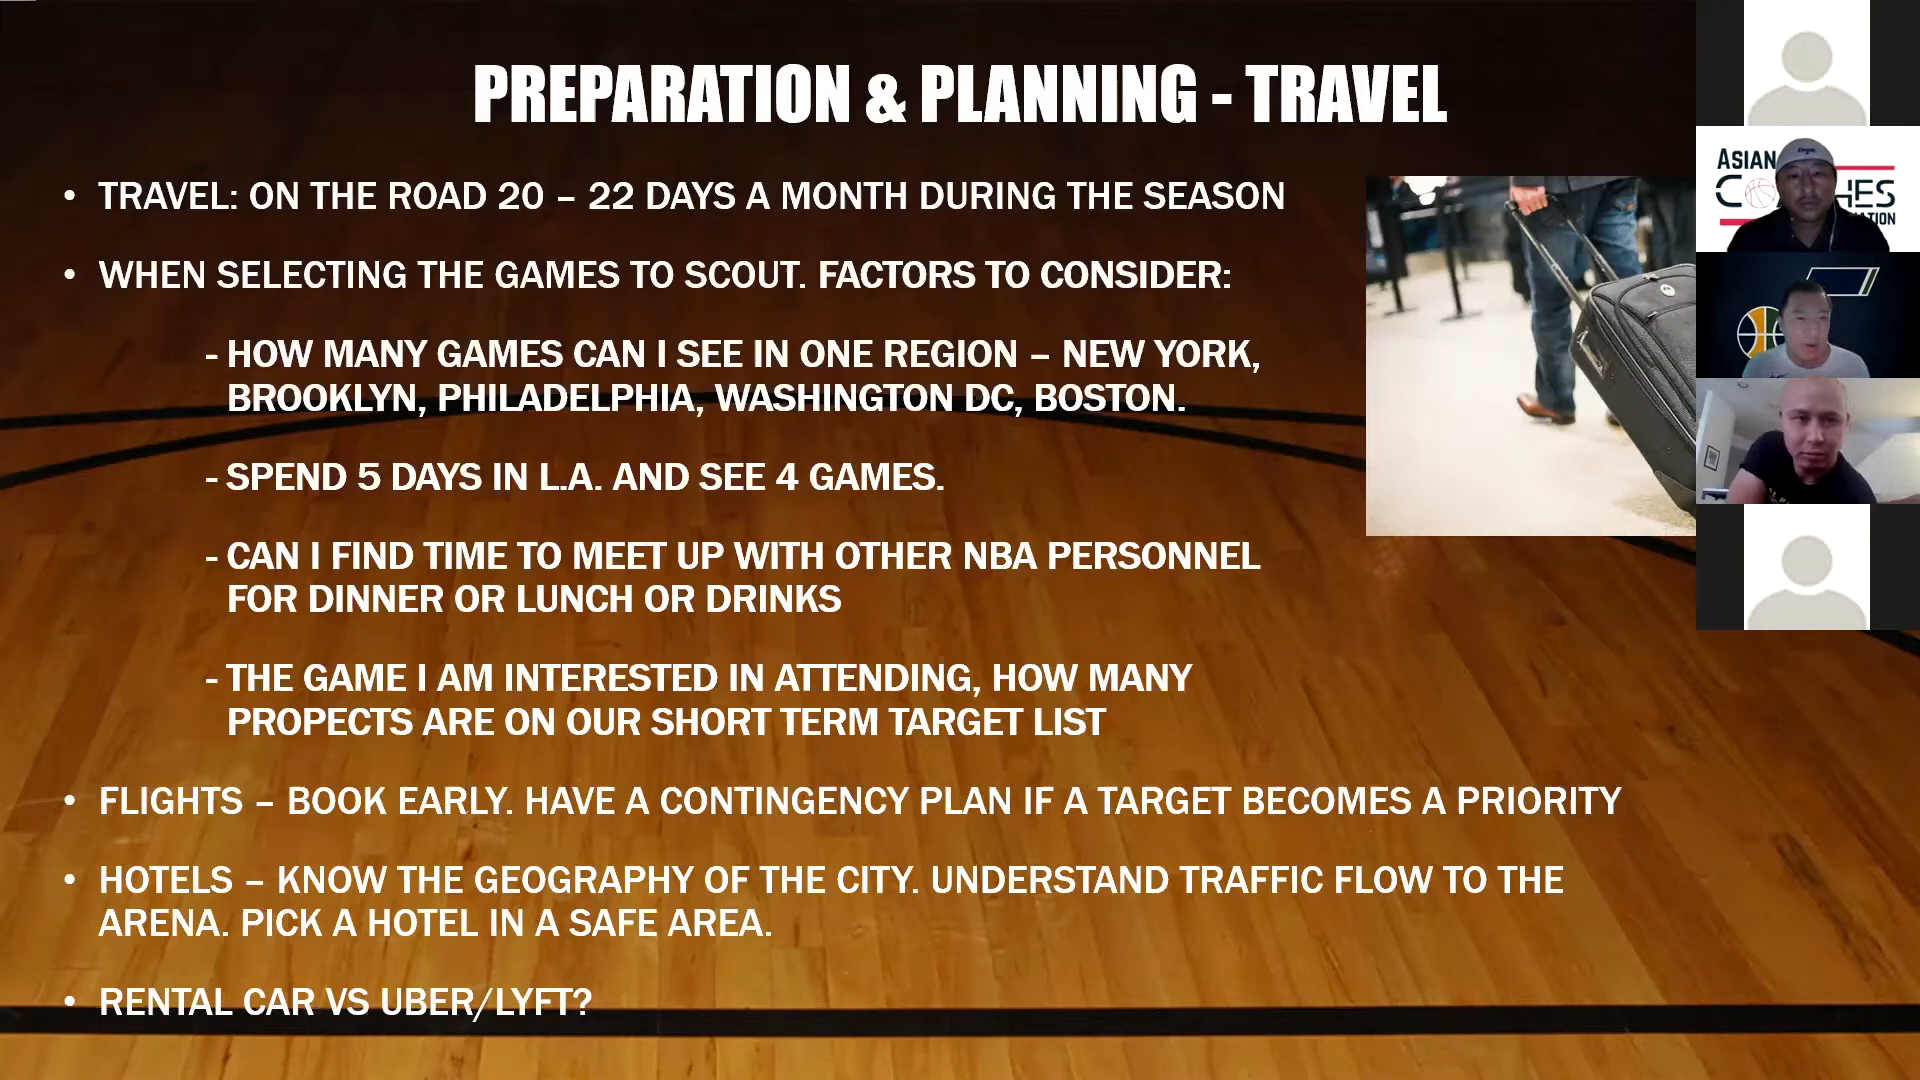 PREPARATION & PLANNING - TRAVEL
• TRAVEL: ON THE ROAD 20 – 22 DAYS A MONTH DURING THE SEASON
• WHEN SELECTING THE GAMES TO SCOUT. FACTORS TO CONSIDER:
- HOW MANY GAMES CAN I SEE IN ONE REGION – NEW YORK,
BROOKLYN, PHILADELPHIA, WASHINGTON DC, BOSTON.
- SPEND 5 DAYS IN L.A. AND SEE 4 GAMES.
- CAN I FIND TIME TO MEET UP WITH OTHER NBA PERSONNEL
FOR DINNER OR LUNCH OR DRINKS
- THE GAME I AM INTERESTED IN ATTENDING, HOW MANY
PROPECTS ARE ON OUR SHORT TERM TARGET LIST
• FLIGHTS – BOOK EARLY. HAVE A CONTINGENCY PLAN IF A TARGET BECOMES A PRIORITY
• HOTELS – KNOW THE GEOGRAPHY OF THE CITY. UNDERSTAND TRAFFIC FLOW TO THE
ARENA. PICK A HOTEL IN A SAFE AREA.
• RENTAL CAR VS UBER/LYFT?
ASIAN